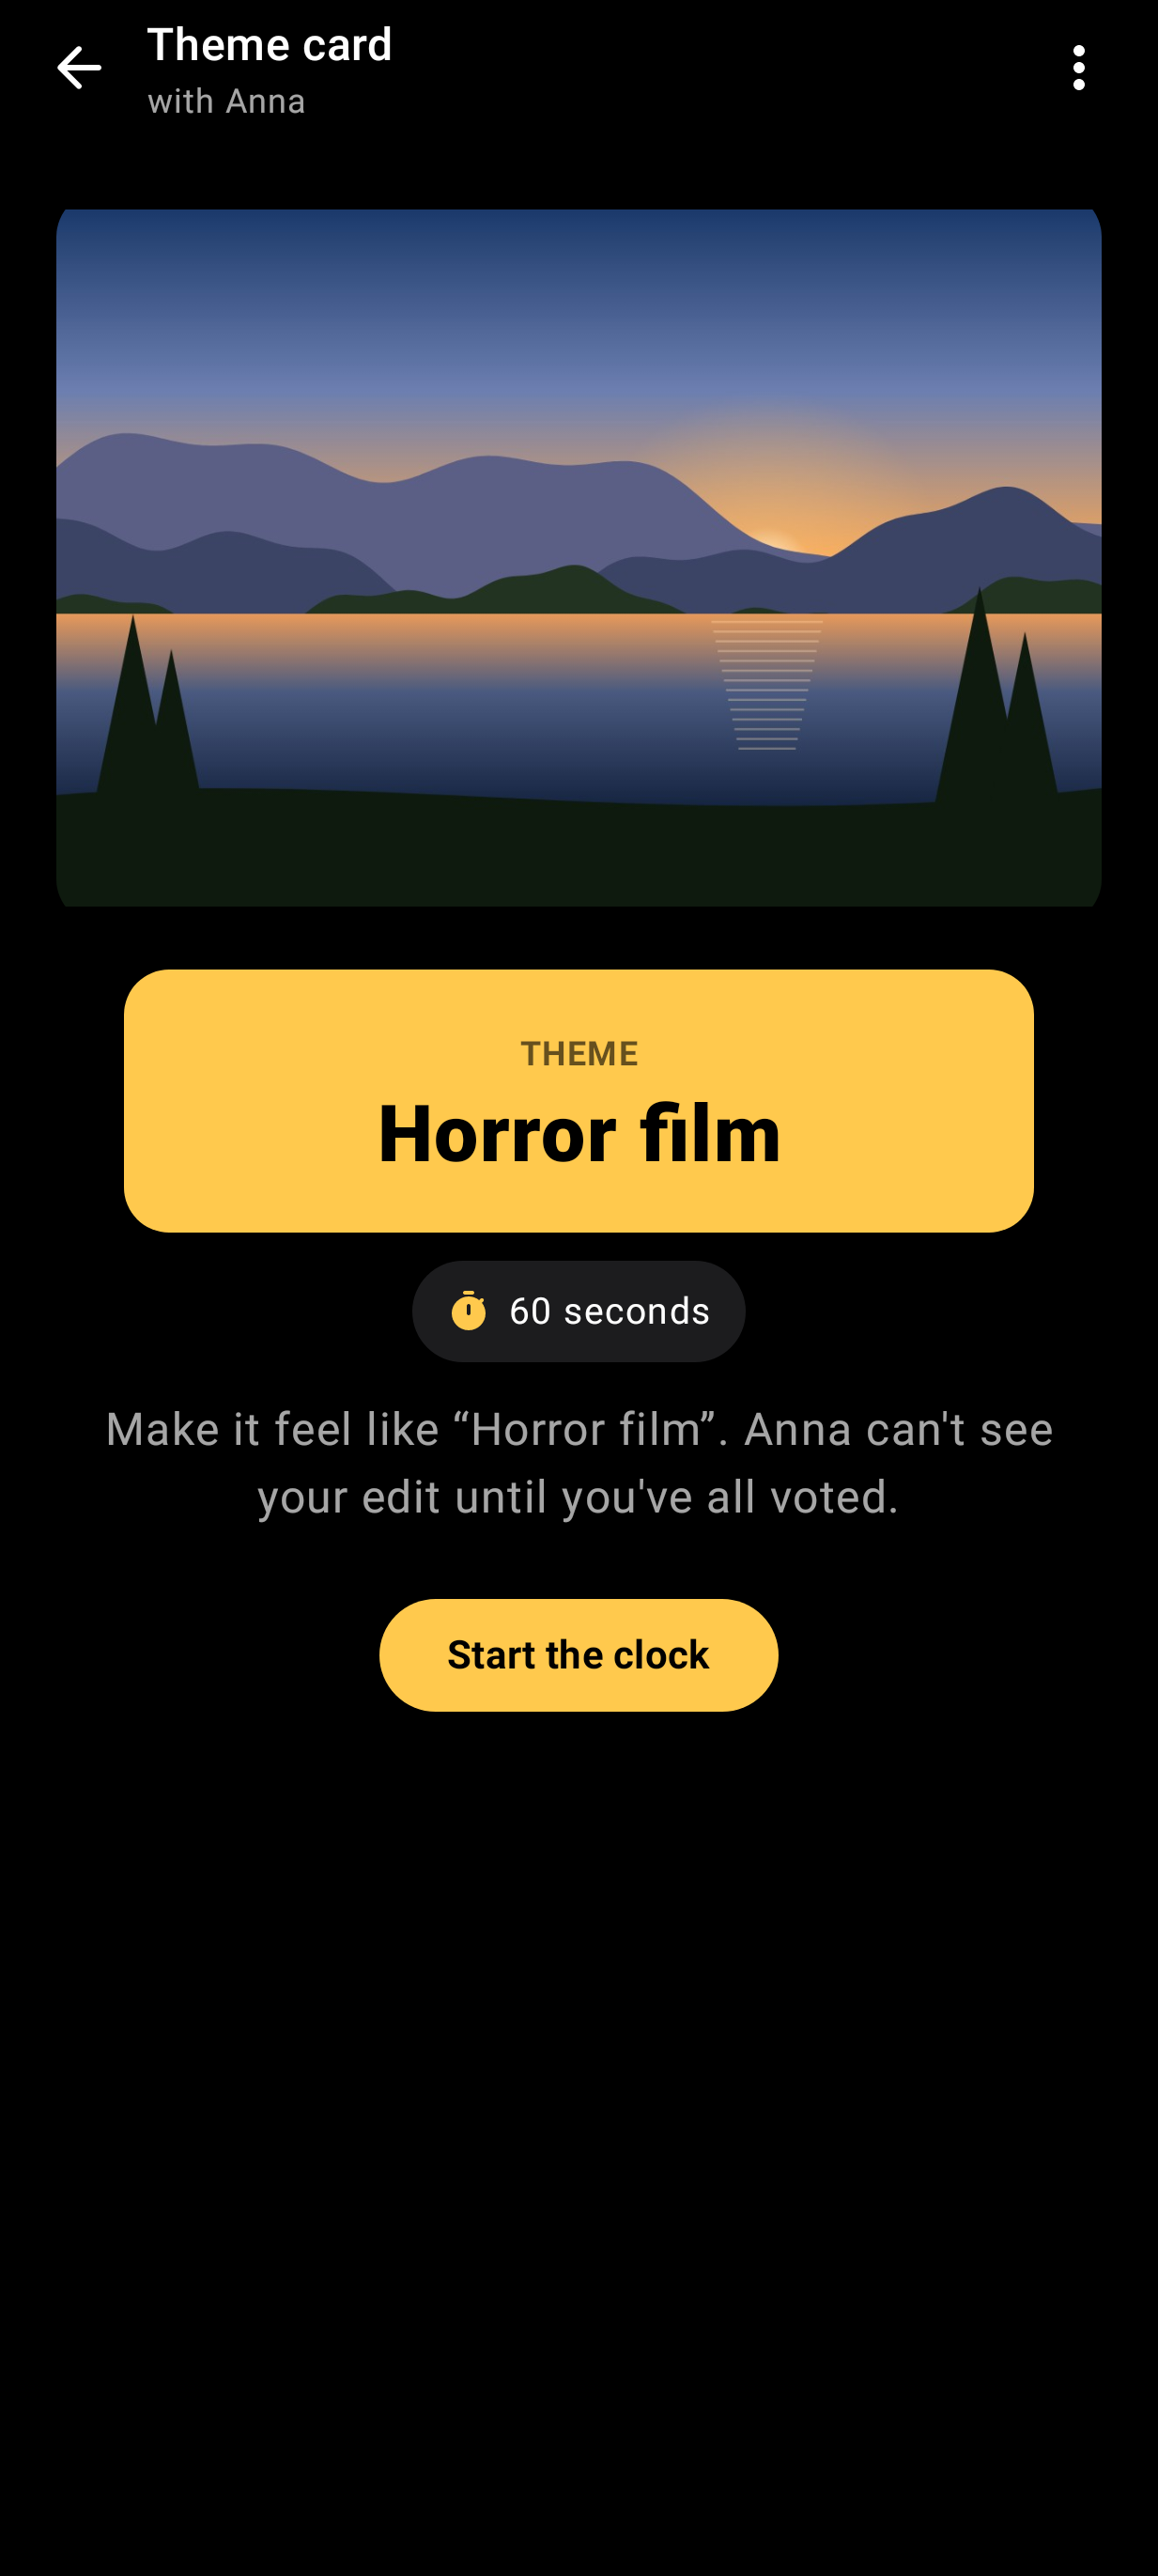 Theme card
with Anna
THEME
Horror film
60 seconds
Make it feel like “Horror film”. Anna can't see
your edit until you've all voted.
Start the clock